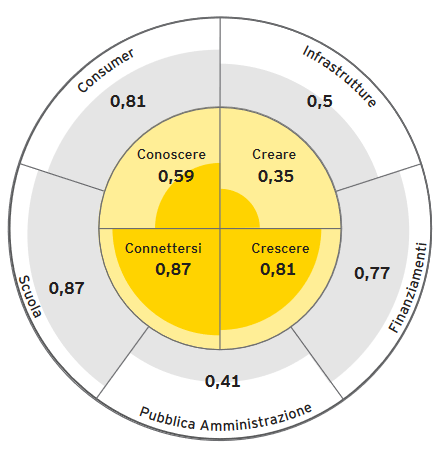 Consumer
0,81
Infrastrutture
0,5
Conoscere
0,59
Creare
0,35
Connettersi
0,87
Crescere
0,81
Scuola
0,87
Finanziamenti
0,77
0,41
Pubblica Amministrazione